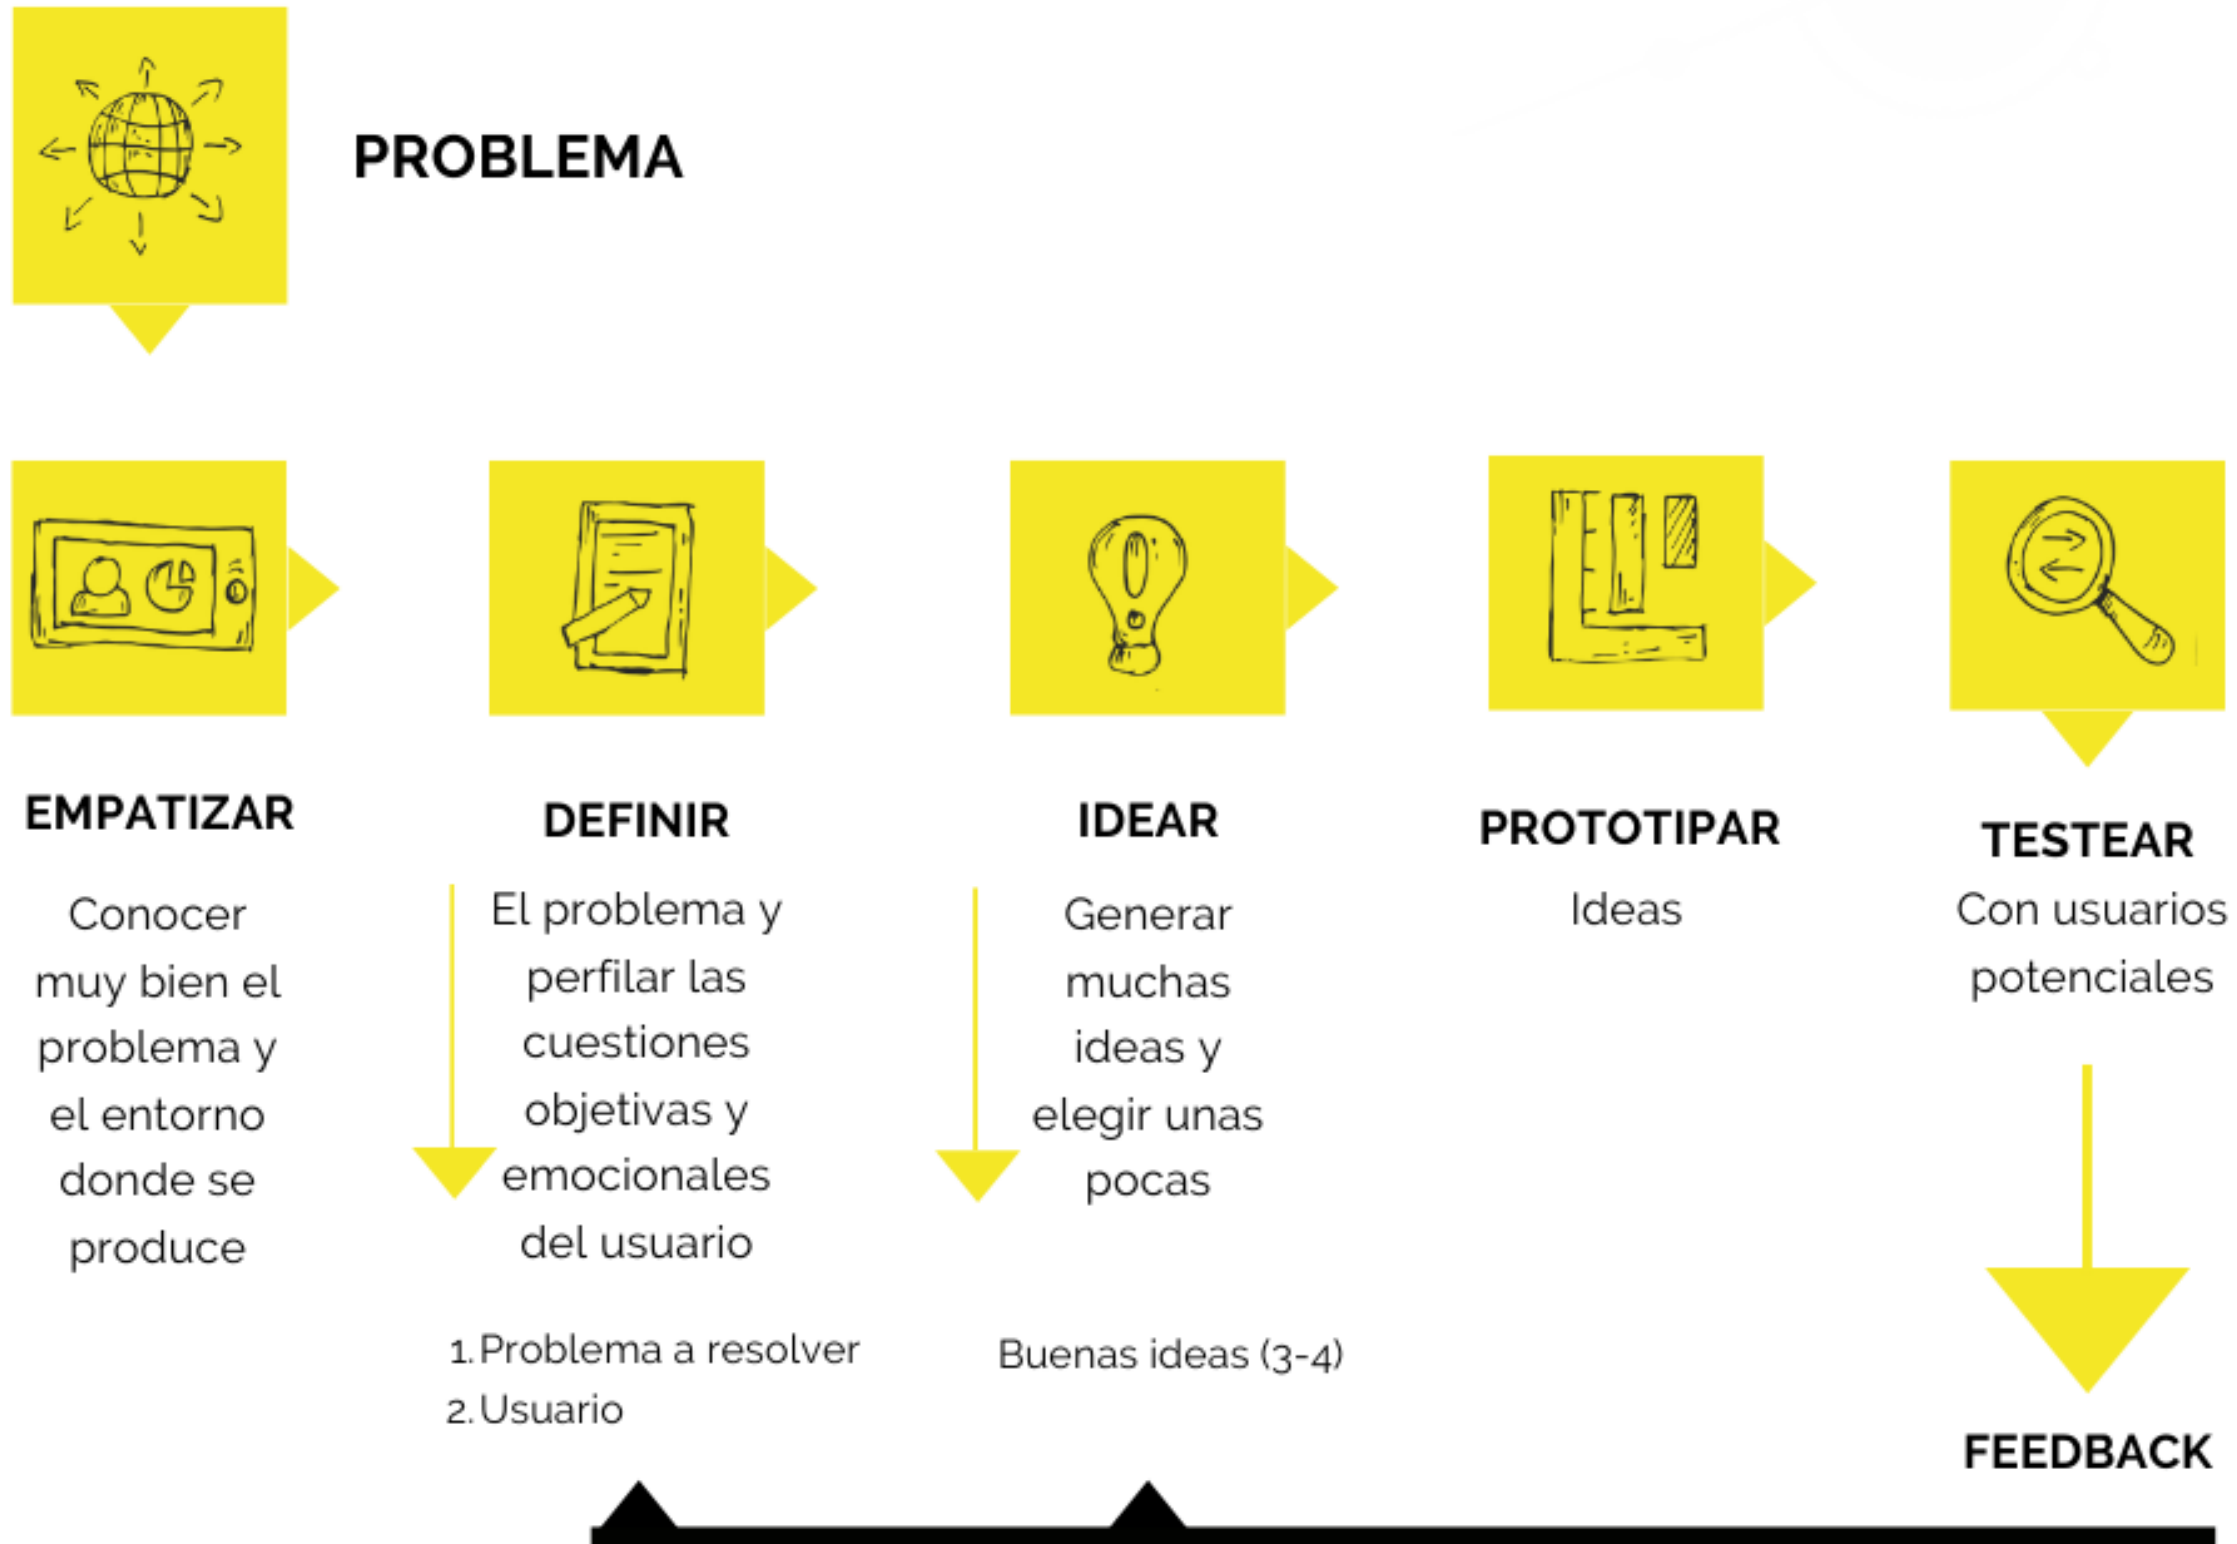 PROBLEMA
EMPATIZAR
Conocer
muy bien el
problema y
el entorno
donde se
produce
DEFINIR
El problema y
perfilar las
cuestiones
objetivas y
emocionales
del usuario
1. Problema a resolver
2. Usuario
IDEAR
Generar
muchas
ideas y
elegir unas
pocas
Buenas ideas (3-4)
PROTOTIPAR
Ideas
TESTEAR
Con usuarios
potenciales
FEEDBACK